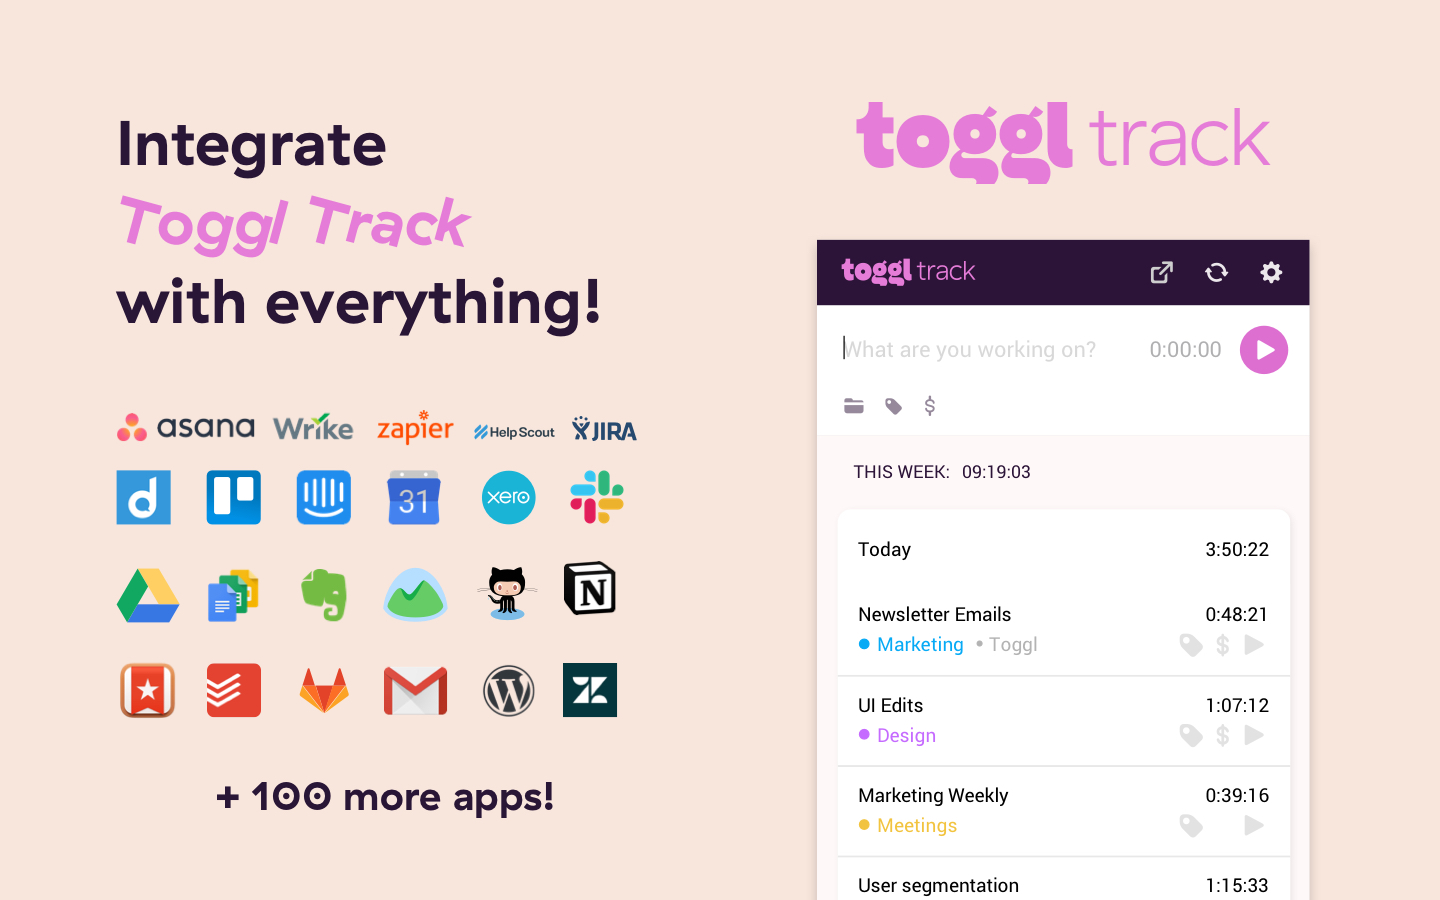 Integrate
Toggl Track
with everything!
asana Wrike zapier Help Scout JIRA
d 31 xero
N
W
+ 100 more apps!
toggl track
toggl track
What are you working on? 0:00:00
$
THIS WEEK: 09:19:03
Today 3:50:22
Newsletter Emails 0:48:21
Marketing • Toggl $
UI Edits 1:07:12
Design $
Marketing Weekly 0:39:16
Meetings
User segmentation 1:15:33